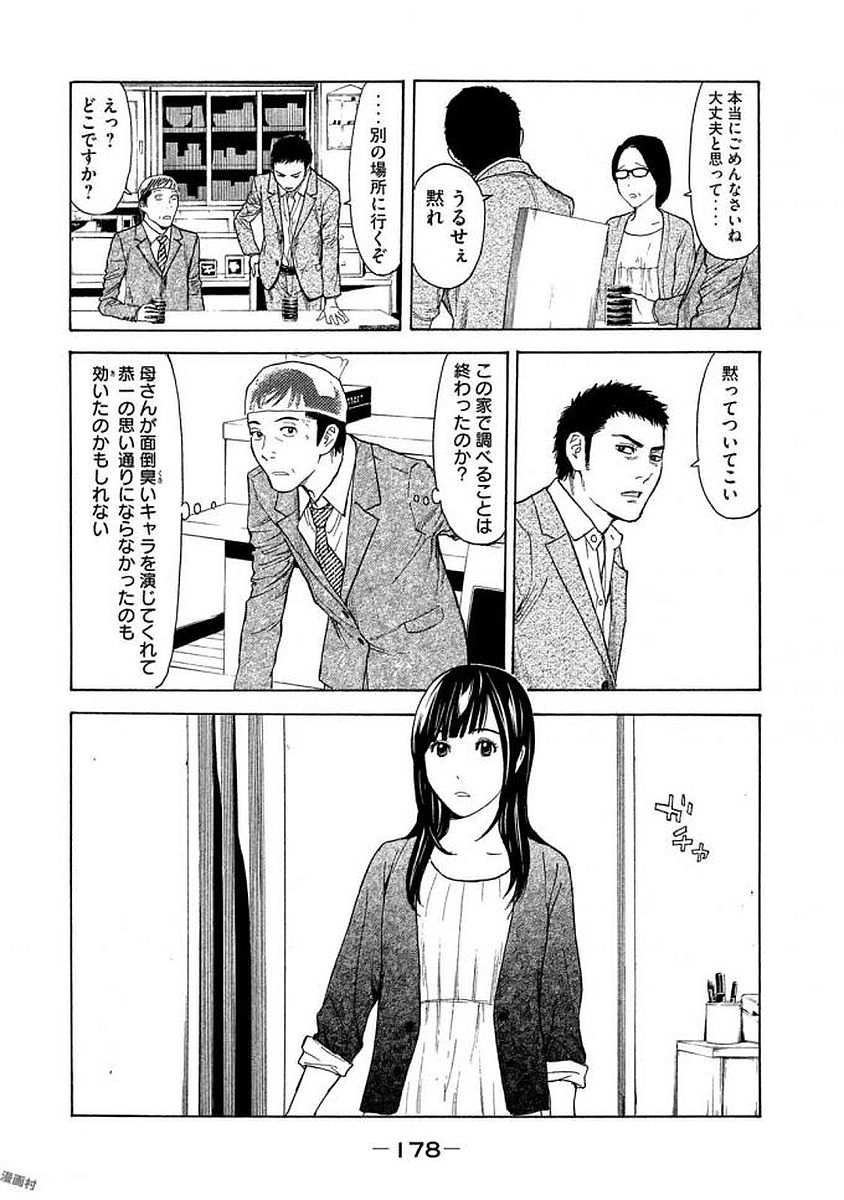 本当にごめんなさいね
大丈夫と思って・・・・
うるせぇ
黙れ
・・・・別の場所に行くぞ
えっ？
どこですか？
黙ってついてこい
この家で調べることは
終わったのか？
母さんが面倒臭いキャラを演じてくれて
くさ
恭一の思い通りにならなかったのも
効いたのかもしれない
き
ガチャ
－178－
漫画村